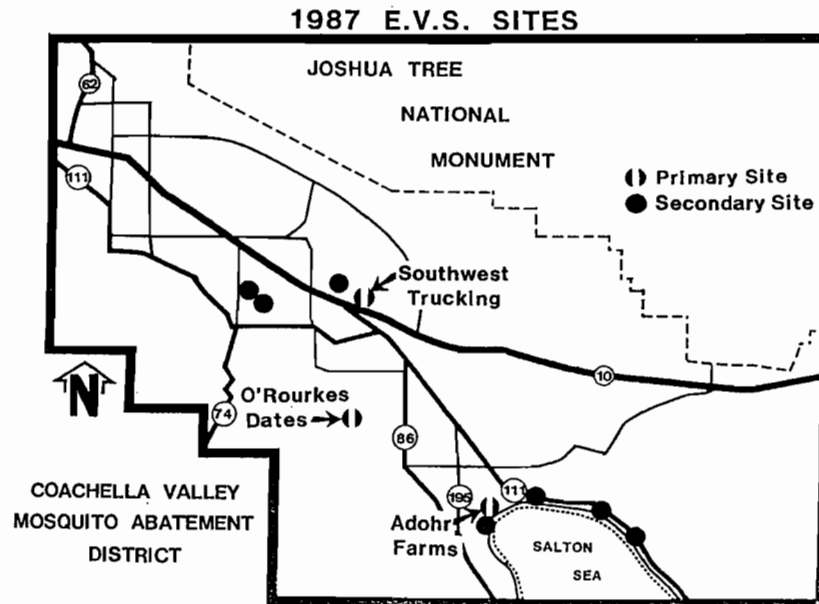 1987 E.V.S. SITES
JOSHUA TREE
NATIONAL
MONUMENT
62
111
Primary Site
Secondary Site
Southwest
Trucking
10
N
O'Rourkes
Dates
74
86
COACHELLA VALLEY
MOSQUITO ABATEMENT
DISTRICT
195
111
Adohr
Farms
SALTON
SEA